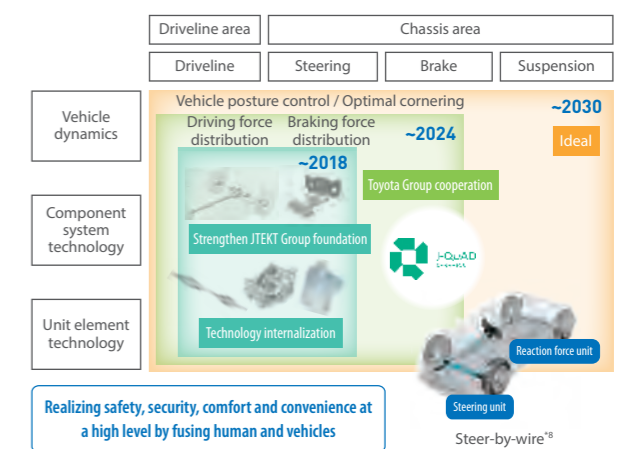 Driveline area
Chassis area
Driveline
Steering
Brake
Suspension
Vehicle
dynamics
Component
system
technology
Unit element
technology
Vehicle posture control / Optimal cornering
Driving force
distribution
Braking force
distribution
~2018
~2024
~2030
Ideal
Toyota Group cooperation
Strengthen JTEKT Group foundation
J-QuAD
Technology internalization
Reaction force unit
Steering unit
Steer-by-wire*8
Realizing safety, security, comfort and convenience at
a high level by fusing human and vehicles